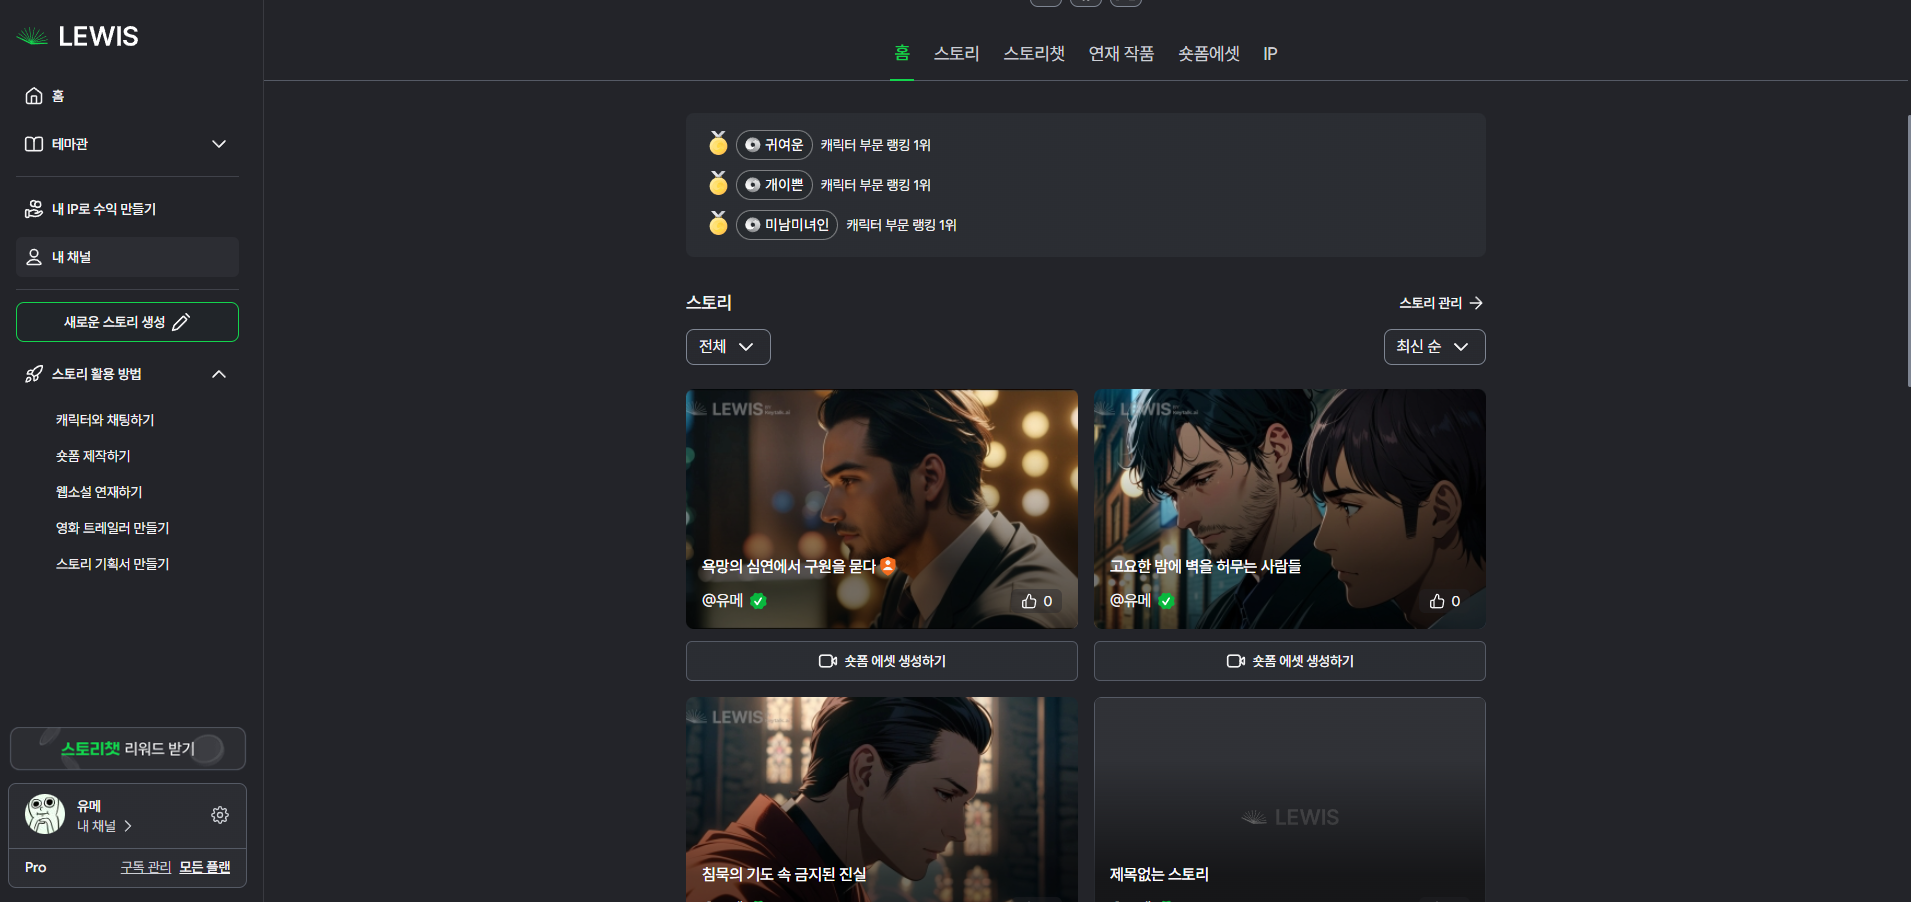 LEWIS
홈
테마관
내 IP로 수익 만들기
내 채널
새로운 스토리 생성
스토리 활용 방법
캐릭터와 채팅하기
숏폼 제작하기
웹소설 연재하기
영화 트레일러 만들기
스토리 기획서 만들기
스토리챗 리워드 받기
유메
내 채널
Pro 구독 관리 모든 플랜
홈 스토리 스토리챗 연재 작품 숏폼에셋 IP
귀여운 캐릭터 부문 랭킹 1위
개이쁜 캐릭터 부문 랭킹 1위
미남미녀인 캐릭터 부문 랭킹 1위
스토리 스토리 관리
전체 최신 순
LEWIS
욕망의 심연에서 구원을 묻다
@유메 0
숏폼 에셋 생성하기
LEWIS
고요한 밤에 벽을 허무는 사람들
@유메 0
숏폼 에셋 생성하기
LEWIS
침묵의 기도 속 금지된 진실
LEWIS
제목없는 스토리